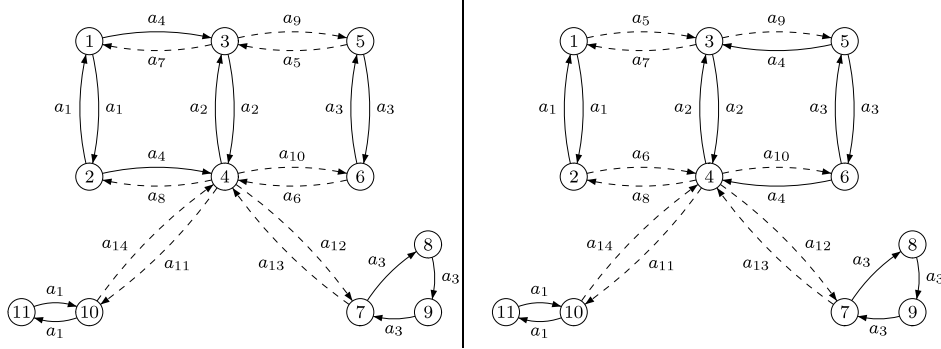 a4 a9 a5 a9
1 3 5 1 3 5
a7 a5 a7 a4
a1 a1 a2 a2 a3 a3 a1 a1 a2 a2 a3 a3
a4 a10 a6 a10
2 4 6 2 4 6
a8 a6 a8 a4
a14 a12 8 a14 a12 8
a11 a13 a3 a3 a11 a13 a3 a3
a1 a1
11 10 7 9 11 10 7 9
a1 a3 a1 a3